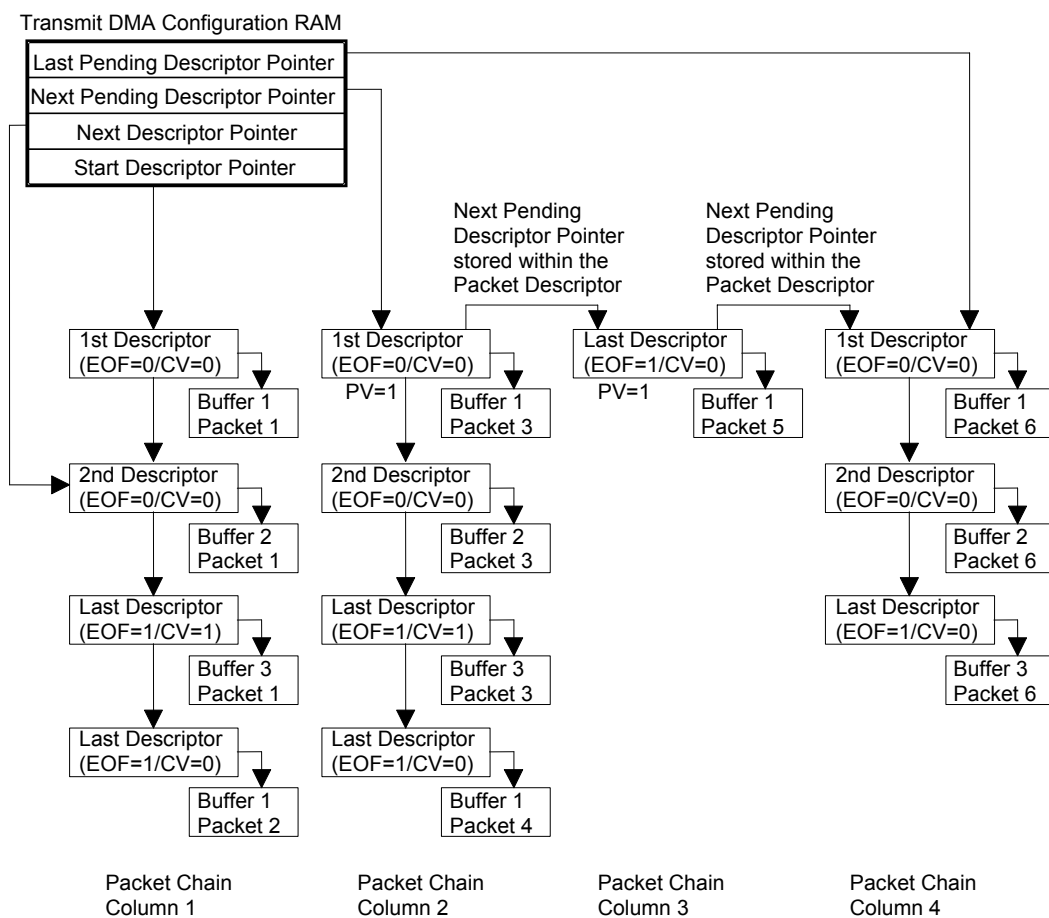 Transmit DMA Configuration RAM
Last Pending Descriptor Pointer
Next Pending Descriptor Pointer
Next Descriptor Pointer
Start Descriptor Pointer
Next Pending
Descriptor Pointer
stored within the
Packet Descriptor
Next Pending
Descriptor Pointer
stored within the
Packet Descriptor
1st Descriptor
(EOF=0/CV=0)
Buffer 1
Packet 1
2nd Descriptor
(EOF=0/CV=0)
Buffer 2
Packet 1
Last Descriptor
(EOF=1/CV=1)
Buffer 3
Packet 1
Last Descriptor
(EOF=1/CV=0)
Buffer 1
Packet 2
Packet Chain
Column 1
1st Descriptor
(EOF=0/CV=0)
PV=1
Buffer 1
Packet 3
2nd Descriptor
(EOF=0/CV=0)
Buffer 2
Packet 3
Last Descriptor
(EOF=1/CV=1)
Buffer 3
Packet 3
Last Descriptor
(EOF=1/CV=0)
Buffer 1
Packet 4
Packet Chain
Column 2
Last Descriptor
(EOF=1/CV=0)
PV=1
Buffer 1
Packet 5
Packet Chain
Column 3
1st Descriptor
(EOF=0/CV=0)
Buffer 1
Packet 6
2nd Descriptor
(EOF=0/CV=0)
Buffer 2
Packet 6
Last Descriptor
(EOF=1/CV=0)
Buffer 3
Packet 6
Packet Chain
Column 4